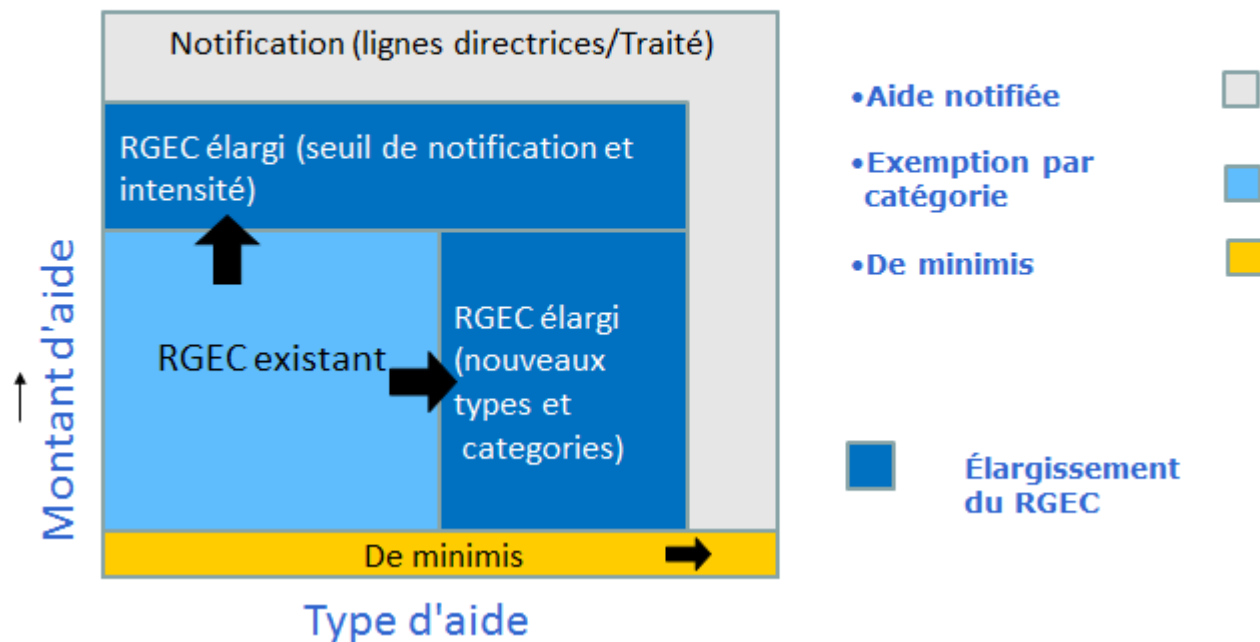 Notification (lignes directrices/Traité)
RGEC élargi (seuil de notification et
intensité)
RGEC existant
RGEC élargi
(nouveaux
types et
categories)
De minimis
Montant d'aide
Type d'aide
•Aide notifiée
•Exemption par
catégorie
•De minimis
Élargissement
du RGEC